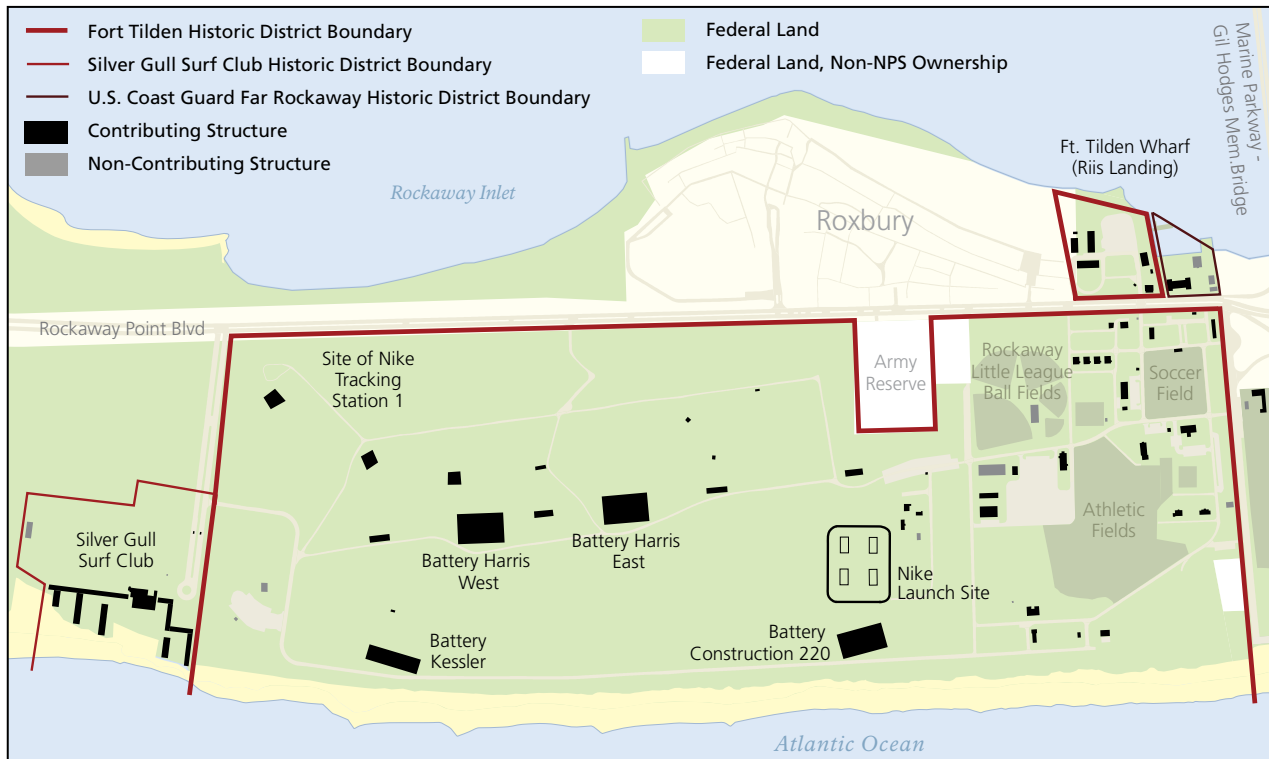 Fort Tilden Historic District Boundary
Silver Gull Surf Club Historic District Boundary
U.S. Coast Guard Far Rockaway Historic District Boundary
Contributing Structure
Non-Contributing Structure
Federal Land
Federal Land, Non-NPS Ownership
Marine Parkway -
Gil Hodges Mem.Bridge
Ft. Tilden Wharf
(Riis Landing)
Rockaway Inlet
Roxbury
Rockaway Point Blvd
Site of Nike
Tracking
Station 1
Army
Reserve
Rockaway
Little League
Ball Fields
Soccer
Field
Silver Gull
Surf Club
Battery Harris
West
Battery Harris
East
Athletic
Fields
Nike
Launch Site
Battery
Kessler
Battery
Construction 220
Atlantic Ocean